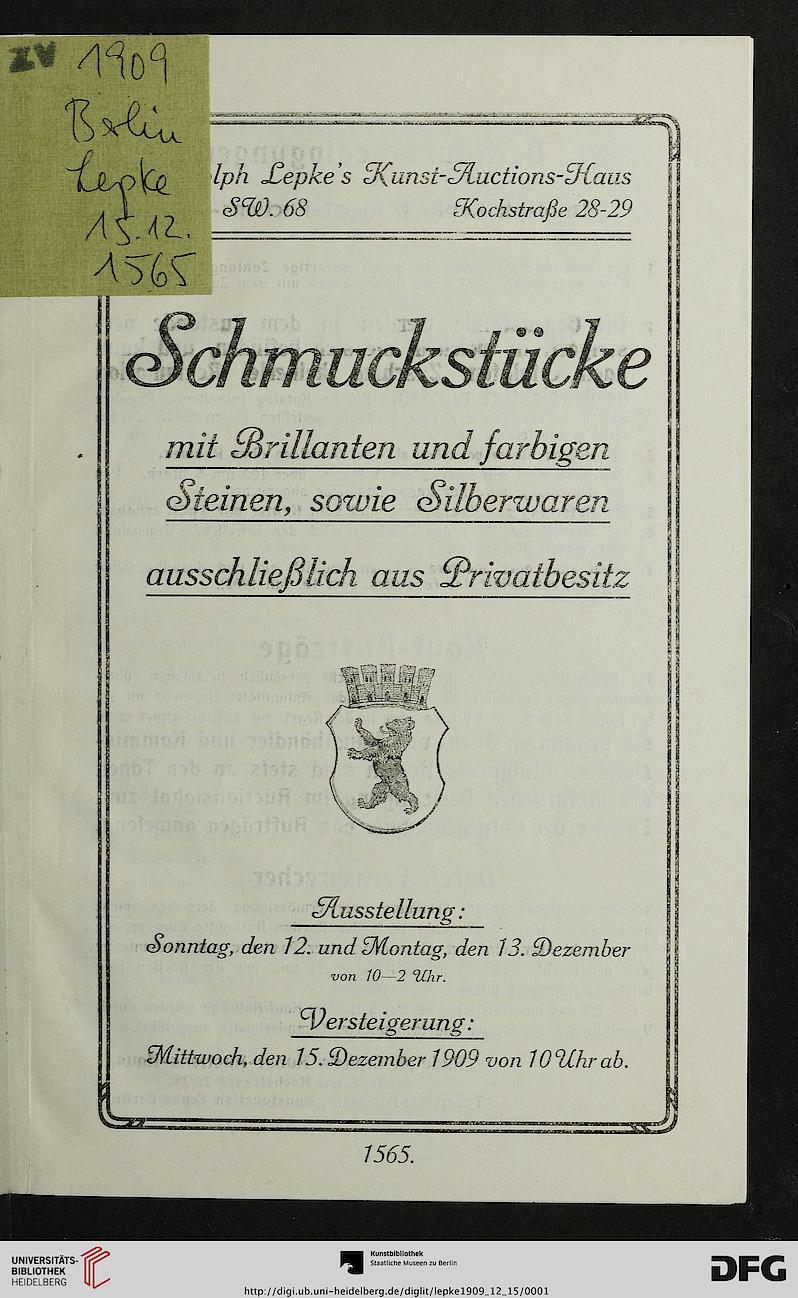 ZV 1909
Berlin
Lepke
15.12.
1565
lph Lepke's Kunst-Auctions-Haus
SW. 68 Kochstraße 28-29
Schmuckstücke
mit Brillanten und farbigen
Steinen, sowie Silberwaren
ausschließlich aus Privatbesitz
Ausstellung:
Sonntag, den 12. und Montag, den 13. Dezember
von 10—2 Uhr.
Versteigerung:
Mittwoch, den 15. Dezember 1909 von 10 Uhr ab.
1565.
UNIVERSITÄTS-
BIBLIOTHEK
HEIDELBERG
Kunstbibliothek
Staatliche Museen zu Berlin
DFG
http://digi.ub.uni-heidelberg.de/diglit/lepke1909_12_15/0001